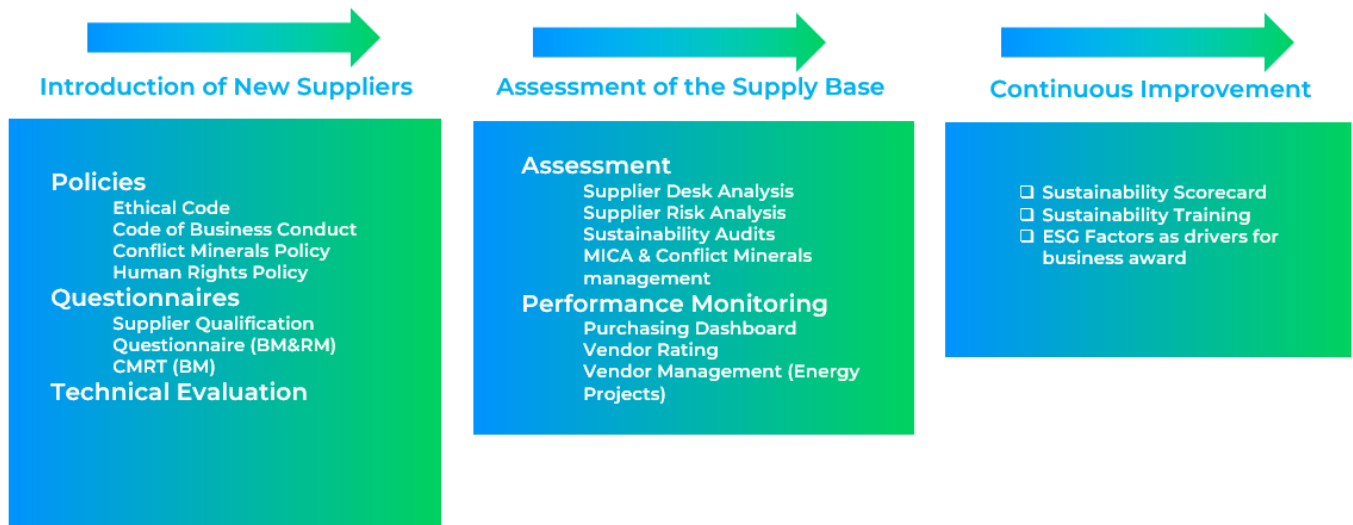 Introduction of New Suppliers
Policies
Ethical Code
Code of Business Conduct
Conflict Minerals Policy
Human Rights Policy
Questionnaires
Supplier Qualification
Questionnaire (BM&RM)
CMRT (BM)
Technical Evaluation
Assessment of the Supply Base
Assessment
Supplier Desk Analysis
Supplier Risk Analysis
Sustainability Audits
MICA & Conflict Minerals
management
Performance Monitoring
Purchasing Dashboard
Vendor Rating
Vendor Management (Energy
Projects)
Continuous Improvement
❑ Sustainability Scorecard
❑ Sustainability Training
❑ ESG Factors as drivers for
business award